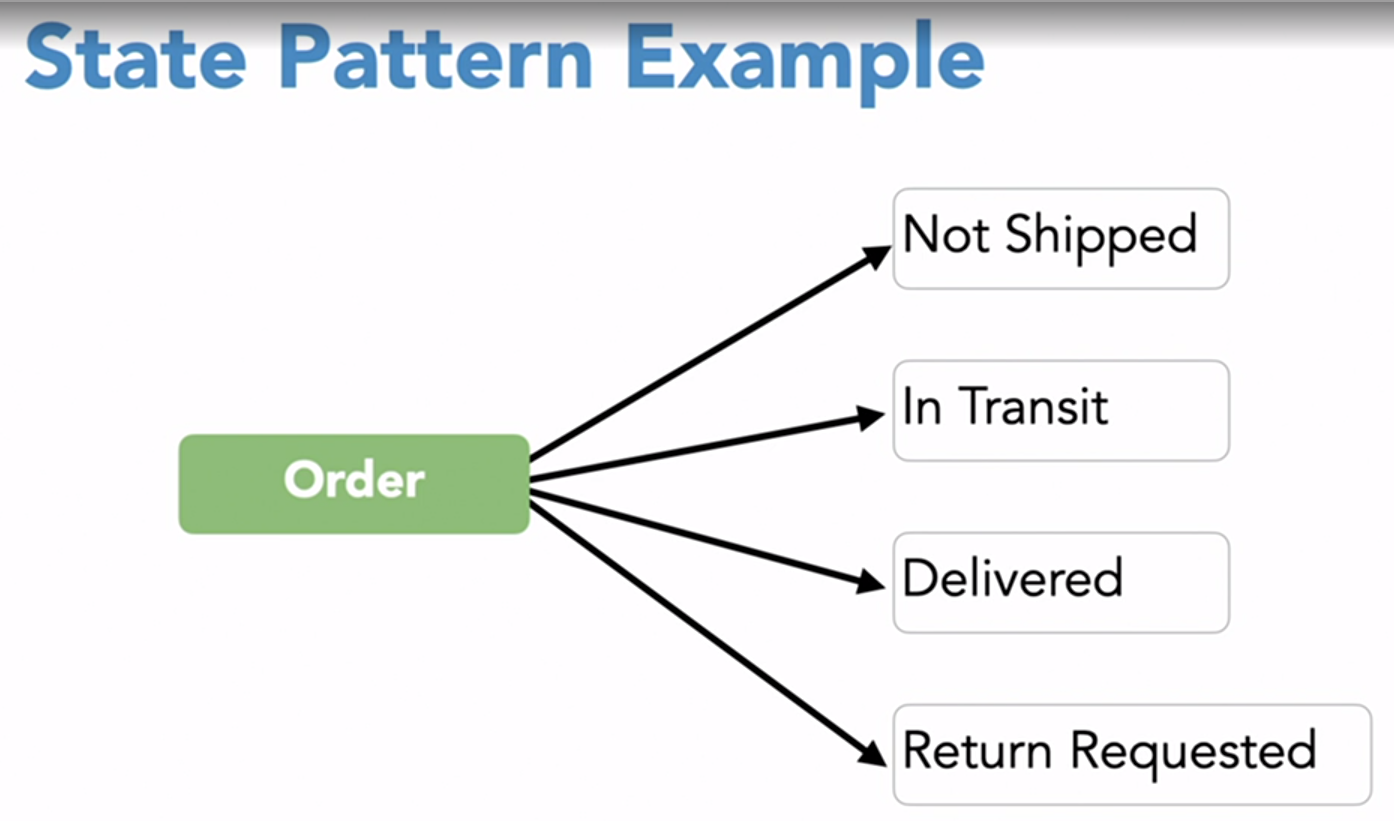 State Pattern Example
Not Shipped
In Transit
Order
Delivered
Return Requested